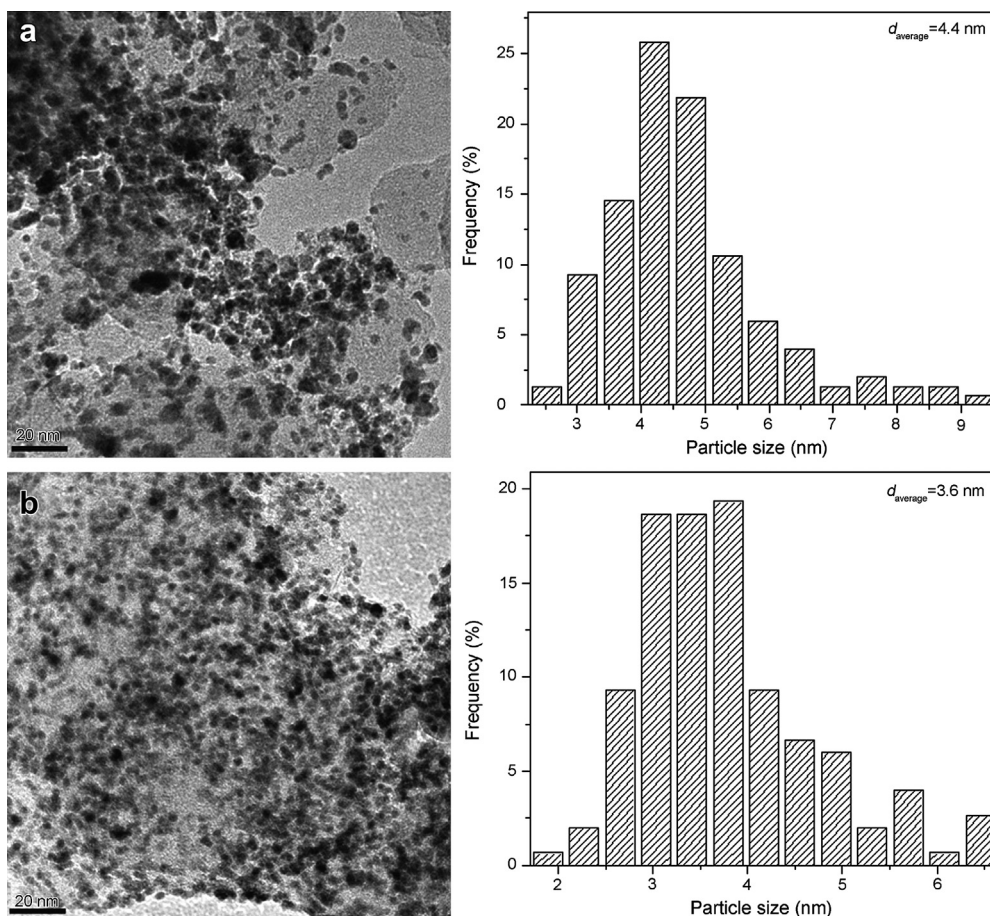 a
20 nm
d average=4.4 nm
Frequency (%)
25
20
15
10
5
0
3 4 5 6 7 8 9
Particle size (nm)
b
20 nm
d average=3.6 nm
Frequency (%)
20
15
10
5
0
2 3 4 5 6
Particle size (nm)